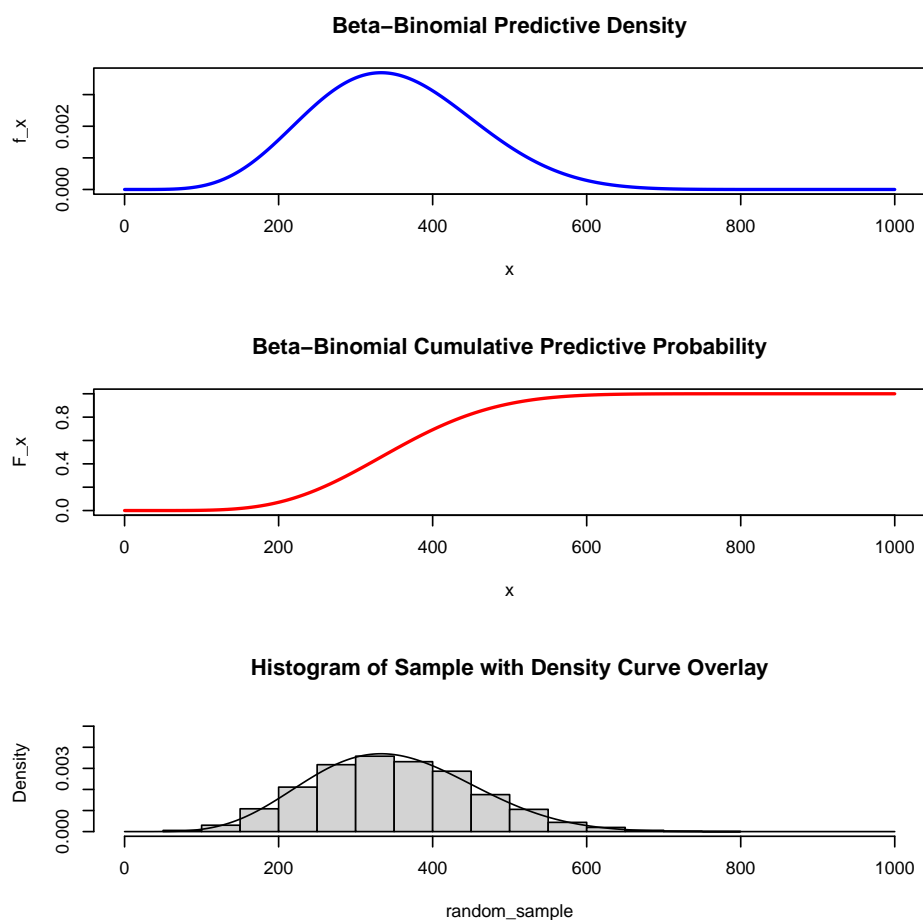 Beta−Binomial Predictive Density
f_x
0.000
0.002
0
200
400
600
800
1000
x
Beta−Binomial Cumulative Predictive Probability
F_x
0.0
0.4
0.8
0
200
400
600
800
1000
x
Histogram of Sample with Density Curve Overlay
Density
0.000
0.003
0
200
400
600
800
1000
random_sample